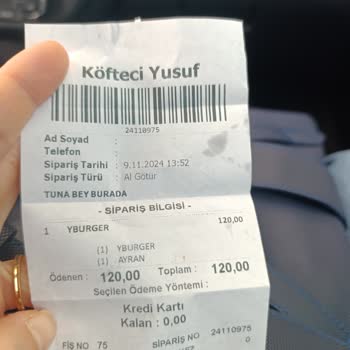 Köfteci Yusuf
24110975
Ad Soyad :
Telefon :
Sipariş Tarihi : 9.11.2024 13:52
Sipariş Türü : Al Götür
TUNA BEY BURADA
- SİPARİŞ BİLGİSİ -
1 YBURGER 120,00
(1) YBURGER
(1) AYRAN
Ödenen : 120,00 Toplam : 120,00
Seçilen Ödeme Yöntemi :
Kredi Kartı
Kalan : 0,00
FİŞ NO 75 SİPARİŞ NO 24110975
0